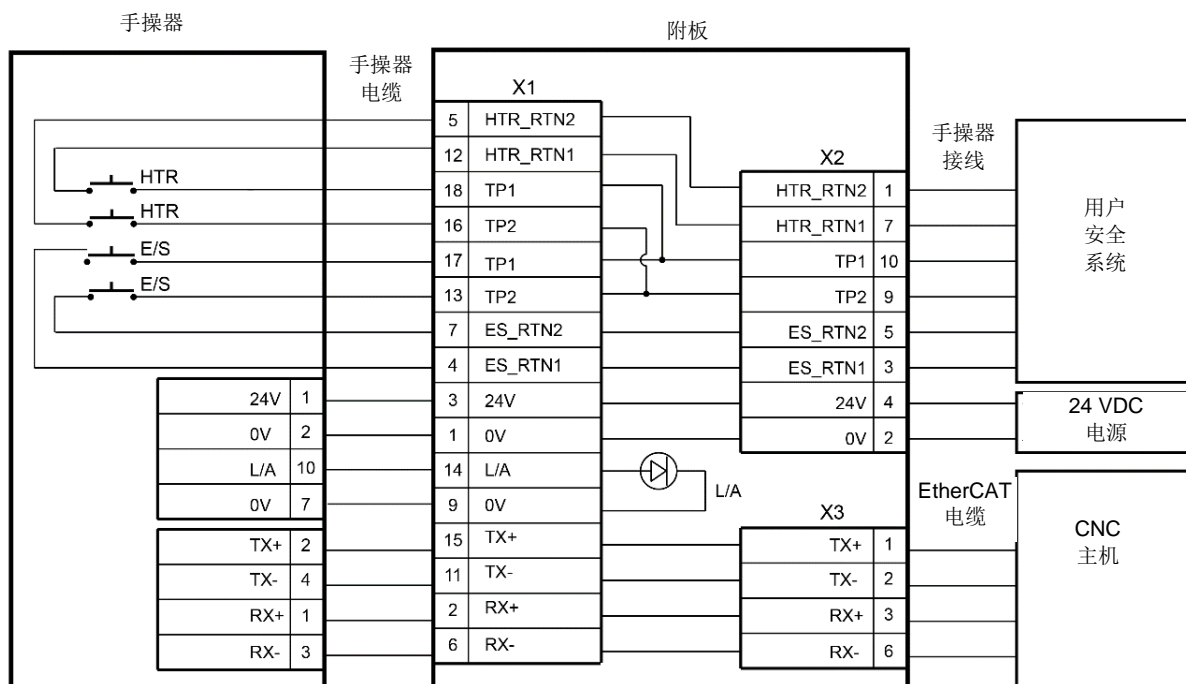 手操器
附板
手操器
电缆
X1
5 HTR_RTN2
12 HTR_RTN1
18 TP1
16 TP2
17 TP1
13 TP2
7 ES_RTN2
4 ES_RTN1
3 24V
1 0V
14 L/A
9 0V
15 TX+
11 TX-
2 RX+
6 RX-
HTR
HTR
E/S
E/S
24V 1
0V 2
L/A 10
0V 7
TX+ 2
TX- 4
RX+ 1
RX- 3
L/A
X2
HTR_RTN2 1
HTR_RTN1 7
TP1 10
TP2 9
ES_RTN2 5
ES_RTN1 3
24V 4
0V 2
X3
TX+ 1
TX- 2
RX+ 3
RX- 6
手操器
接线
用户
安全
系统
24 VDC
电源
EtherCAT
电缆
CNC
主机